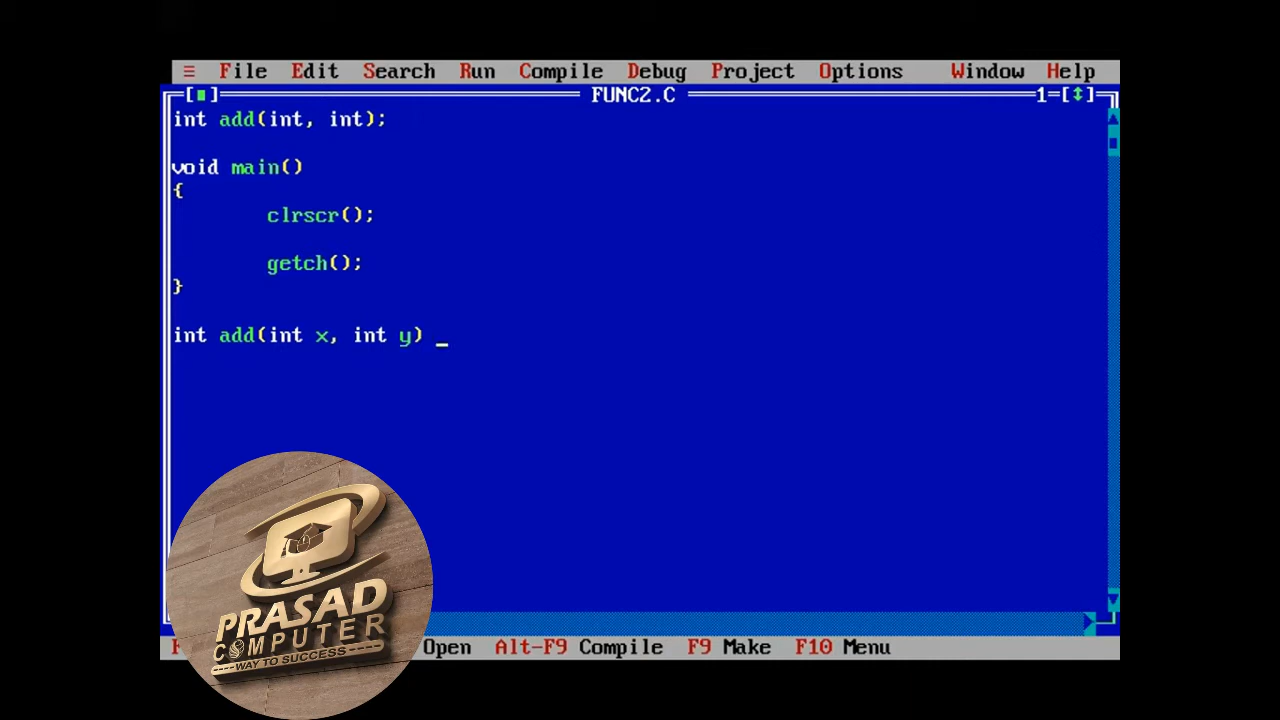 ≡ File Edit Search Run Compile Debug Project Options Window Help
[■] FUNC2.C 1=[↕]
int add(int, int);
void main()
{
clrscr();
getch();
}
int add(int x, int y) _
F
Open Alt-F9 Compile F9 Make F10 Menu
PRASAD
COMPUTER
----WAY TO SUCCESS----